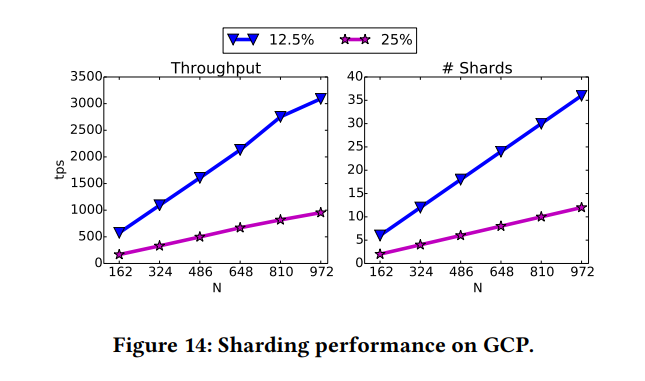 12.5% 25%
Throughput
3500
3000
2500
2000
1500
1000
500
0
tps
162 324 486 648 810 972
N
# Shards
40
35
30
25
20
15
10
5
0
162 324 486 648 810 972
N
Figure 14: Sharding performance on GCP.